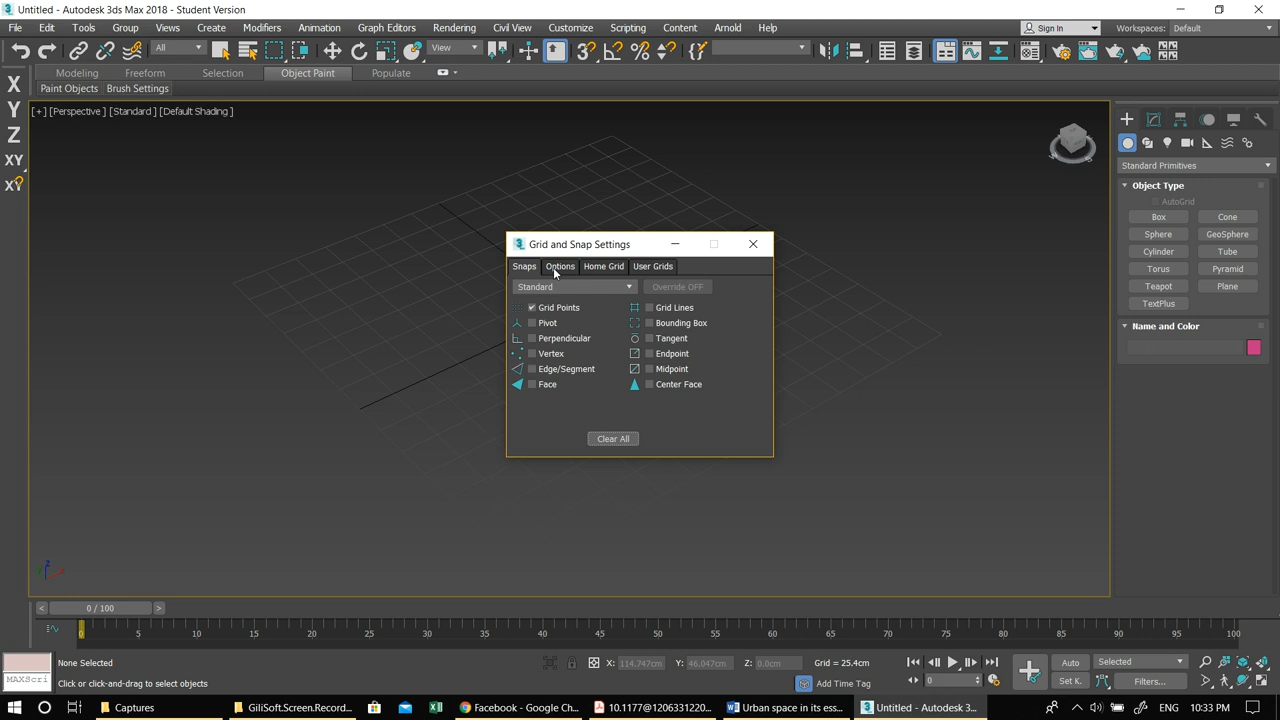 Untitled - Autodesk 3ds Max 2018 - Student Version
File Edit Tools Group Views Create Modifiers Animation Graph Editors Rendering Civil View Customize Scripting Content Arnold Help Sign In Workspaces: Default
All View
Modeling Freeform Selection Object Paint Populate
Paint Objects Brush Settings
X
Y
Z
XY
XY
[+] [Perspective] [Standard] [Default Shading]
Standard Primitives
Object Type
AutoGrid
Box Cone
Sphere GeoSphere
Cylinder Tube
Torus Pyramid
Teapot Plane
TextPlus
Name and Color
Grid and Snap Settings
Snaps Options Home Grid User Grids
Standard Override OFF
Grid Points Grid Lines
Pivot Bounding Box
Perpendicular Tangent
Vertex Endpoint
Edge/Segment Midpoint
Face Center Face
Clear All
< 0 / 100 >
0 5 10 15 20 25 30 35 40 45 50 55 60 65 70 75 80 85 90 95 100
None Selected X: 114.747cm Y: 46.047cm Z: 0.0cm Grid = 25.4cm Auto Selected
MAXScri Click or click-and-drag to select objects Add Time Tag 0 Set K. Filters...
Captures GiliSoft.Screen.Record... Facebook - Google Ch... 10.1177@1206331220... Urban space in its ess... Untitled - Autodesk 3... ENG 10:33 PM